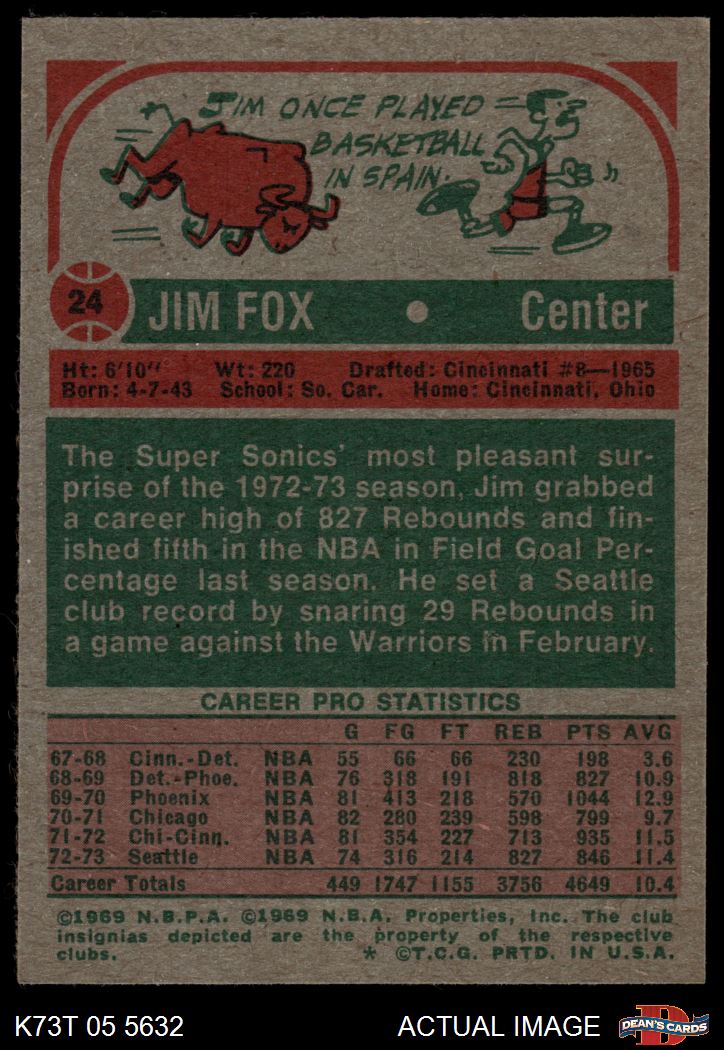 JIM ONCE PLAYED
BASKETBALL
IN SPAIN.
24
JIM FOX • Center
Ht: 6'10" Wt: 220 Drafted: Cincinnati #8—1965
Born: 4-7-43 School: So. Car. Home: Cincinnati, Ohio
The Super Sonics' most pleasant sur-
prise of the 1972-73 season, Jim grabbed
a career high of 827 Rebounds and fin-
ished fifth in the NBA in Field Goal Per-
centage last season. He set a Seattle
club record by snaring 29 Rebounds in
a game against the Warriors in February.
CAREER PRO STATISTICS
G FG FT REB PTS AVG
67-68 Cinn.-Det. NBA 55 66 66 230 198 3.6
68-69 Det.-Phoe. NBA 76 318 191 818 827 10.9
69-70 Phoenix NBA 81 413 218 570 1044 12.9
70-71 Chicago NBA 82 280 239 598 799 9.7
71-72 Chi-Cinn. NBA 81 354 227 713 935 11.5
72-73 Seattle NBA 74 316 214 827 846 11.4
Career Totals 449 1747 1155 3756 4649 10.4
©1969 N.B.P.A. ©1969 N.B.A. Properties, Inc. The club
insignias depicted are the property of the respective
clubs. * ©T.C.G. PRTD. IN U.S.A.
K73T 05 5632 ACTUAL IMAGE
D
DEAN'S CARDS